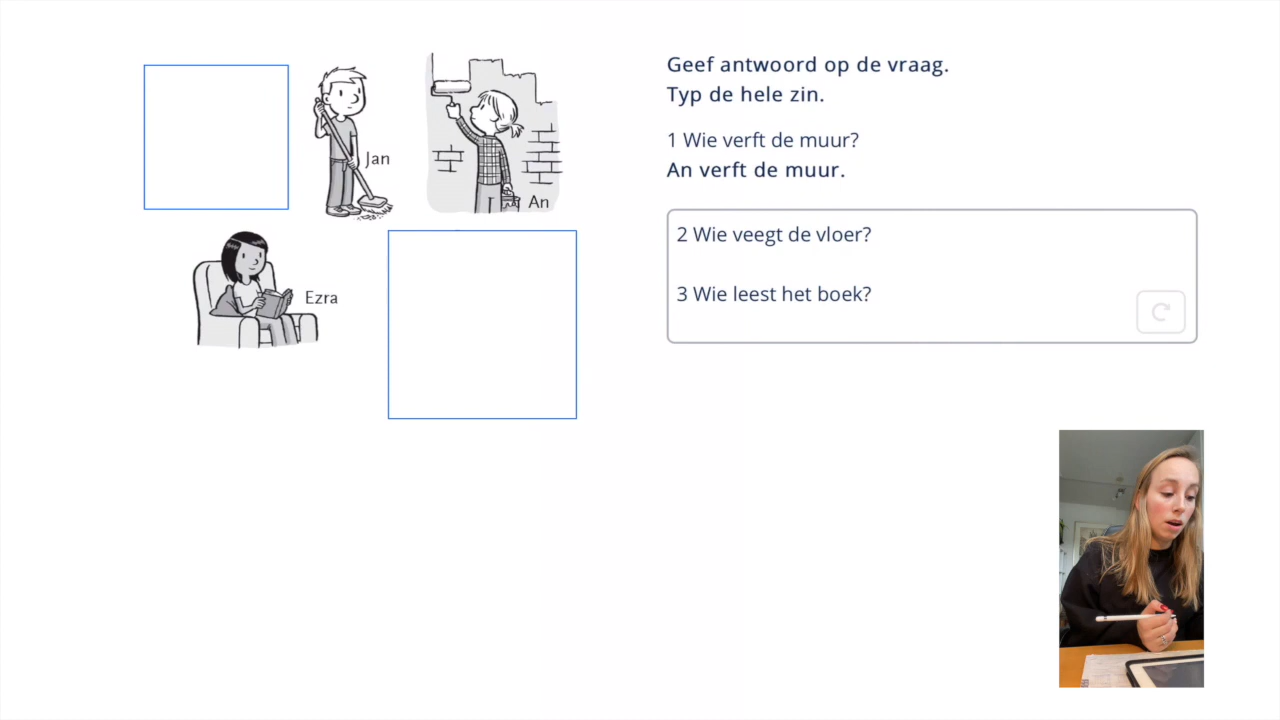 Jan
An
Ezra
Geef antwoord op de vraag.
Typ de hele zin.
1 Wie verft de muur?
An verft de muur.
2 Wie veegt de vloer?
3 Wie leest het boek?